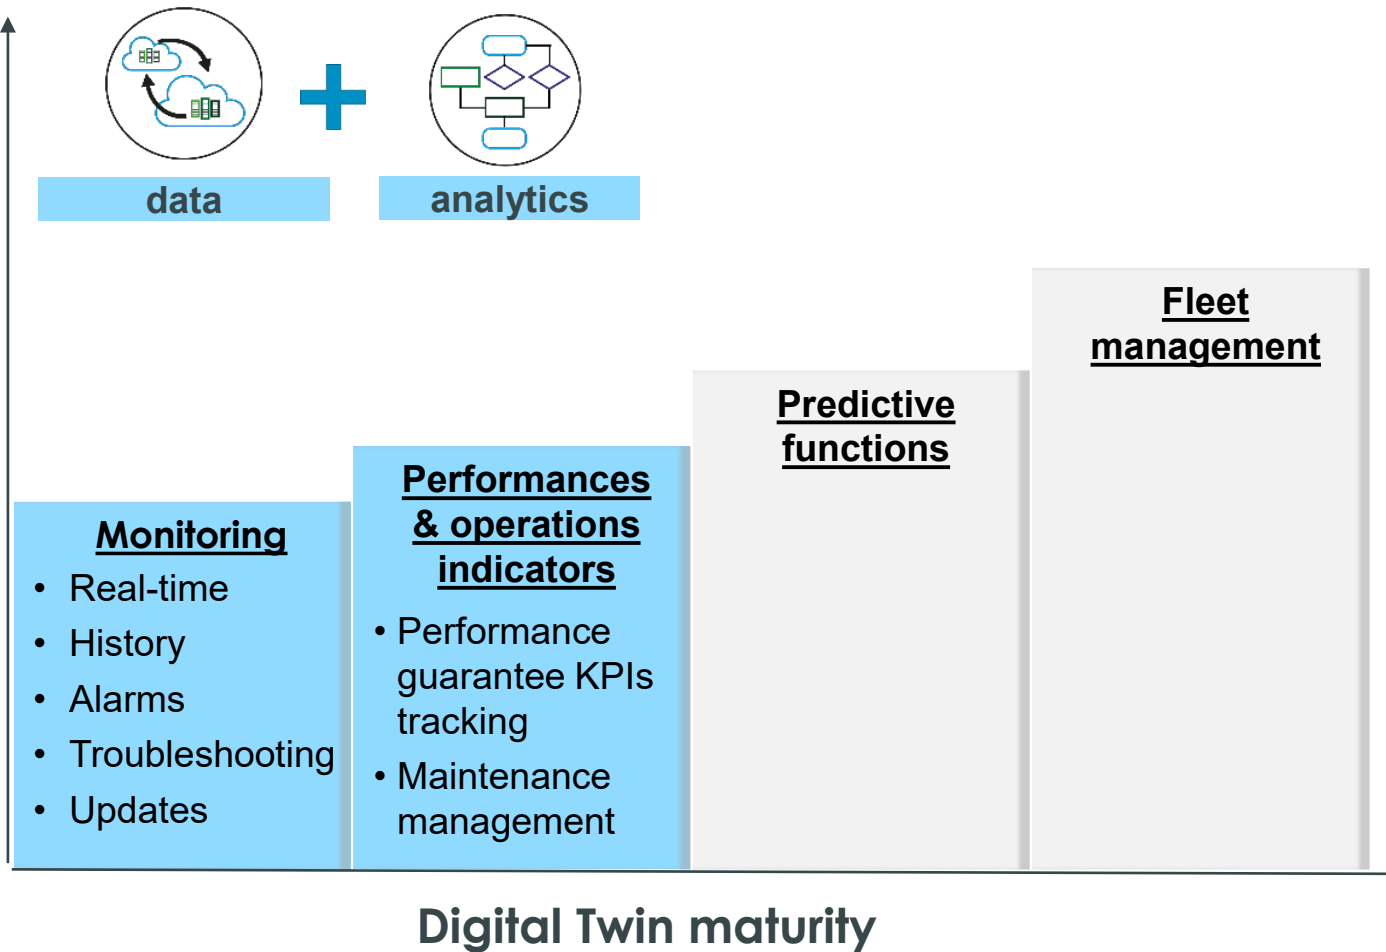 data
analytics
Monitoring
• Real-time
• History
• Alarms
• Troubleshooting
• Updates
Performances
& operations
indicators
• Performance
guarantee KPIs
tracking
• Maintenance
management
Predictive
functions
Fleet
management
Digital Twin maturity